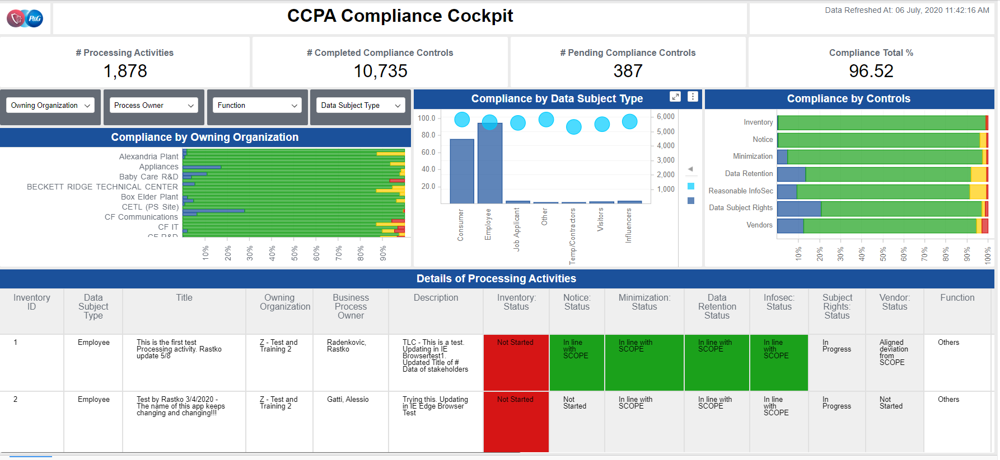 P&G
CCPA Compliance Cockpit
Data Refreshed At: 06 July, 2020 11:42:16 AM
# Processing Activities
1,878
# Completed Compliance Controls
10,735
# Pending Compliance Controls
387
Compliance Total %
96.52
Owning Organization
Process Owner
Function
Data Subject Type
Compliance by Owning Organization
Alexandria Plant
Appliances
Baby Care R&D
BECKETT RIDGE TECHNICAL CENTER
Box Elder Plant
CETL (PS Site)
CF Communications
CF IT
CF R&D
10%
20%
30%
40%
50%
60%
70%
80%
90%
Compliance by Data Subject Type
100.0
80.0
60.0
40.0
20.0
6,000
5,000
4,000
3,000
2,000
1,000
Consumer
Employee
Job Applicant
Other
Temp/Contractors
Visitors
Influencers
Compliance by Controls
Inventory
Notice
Minimization
Data Retention
Reasonable InfoSec
Data Subject Rights
Vendors
10%
20%
30%
40%
50%
60%
70%
80%
90%
100%
Details of Processing Activities
Inventory
ID
Data
Subject
Type
Title
Owning
Organization
Business
Process
Owner
Description
Inventory:
Status
Notice:
Status
Minimization:
Status
Data
Retention
Status
Infosec:
Status
Subject
Rights:
Status
Vendor:
Status
Function
1
Employee
This is the first test
Processing activity. Rastko
update 5/8
Z - Test and
Training 2
Radenkovic,
Rastko
TLC - This is a test.
Updating in IE
Browsertest1.
Updated Title of #
Data of stakeholders
Not Started
In line
with
SCOPE
In line with
SCOPE
In line with
SCOPE
In line
with
SCOPE
In
Progress
Aligned
deviation
from
SCOPE
Others
2
Employee
Test by Rastko 3/4/2020 -
The name of this app keeps
changing and changing!!!
Z - Test and
Training 2
Gatti, Alessio
Trying this. Updating
in IE Edge Browser
Test
Not Started
Not
Started
In line with
SCOPE
In line with
SCOPE
In line
with
SCOPE
In
Progress
Not
Started
Others